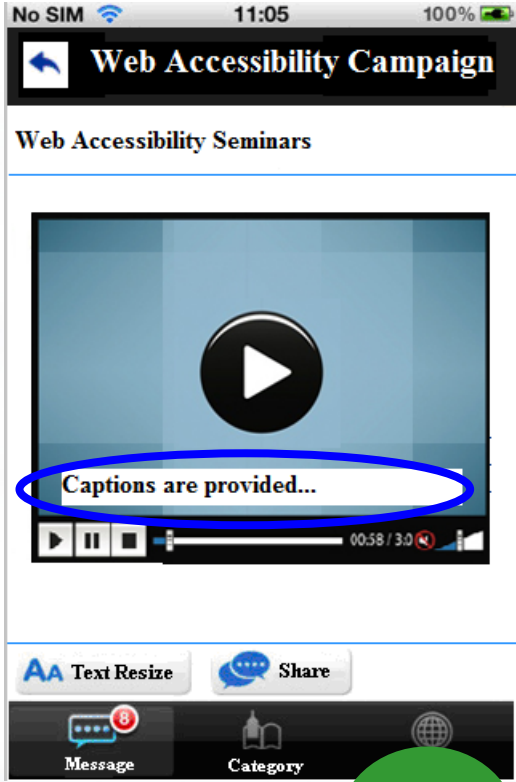 No SIM 11:05 100%
Web Accessibility Campaign
Web Accessibility Seminars
Captions are provided...
00:58 / 3:0
AA Text Resize Share
8
Message Category